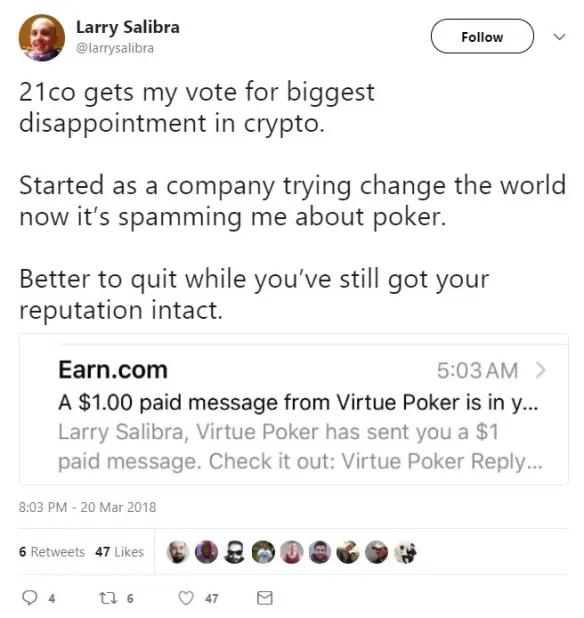 Larry Salibra
@larrysalibra
Follow
21co gets my vote for biggest
disappointment in crypto.
Started as a company trying change the world
now it’s spamming me about poker.
Better to quit while you’ve still got your
reputation intact.
Earn.com 5:03 AM
A $1.00 paid message from Virtue Poker is in y...
Larry Salibra, Virtue Poker has sent you a $1
paid message. Check it out: Virtue Poker Reply...
8:03 PM - 20 Mar 2018
6 Retweets 47 Likes
4 6 47